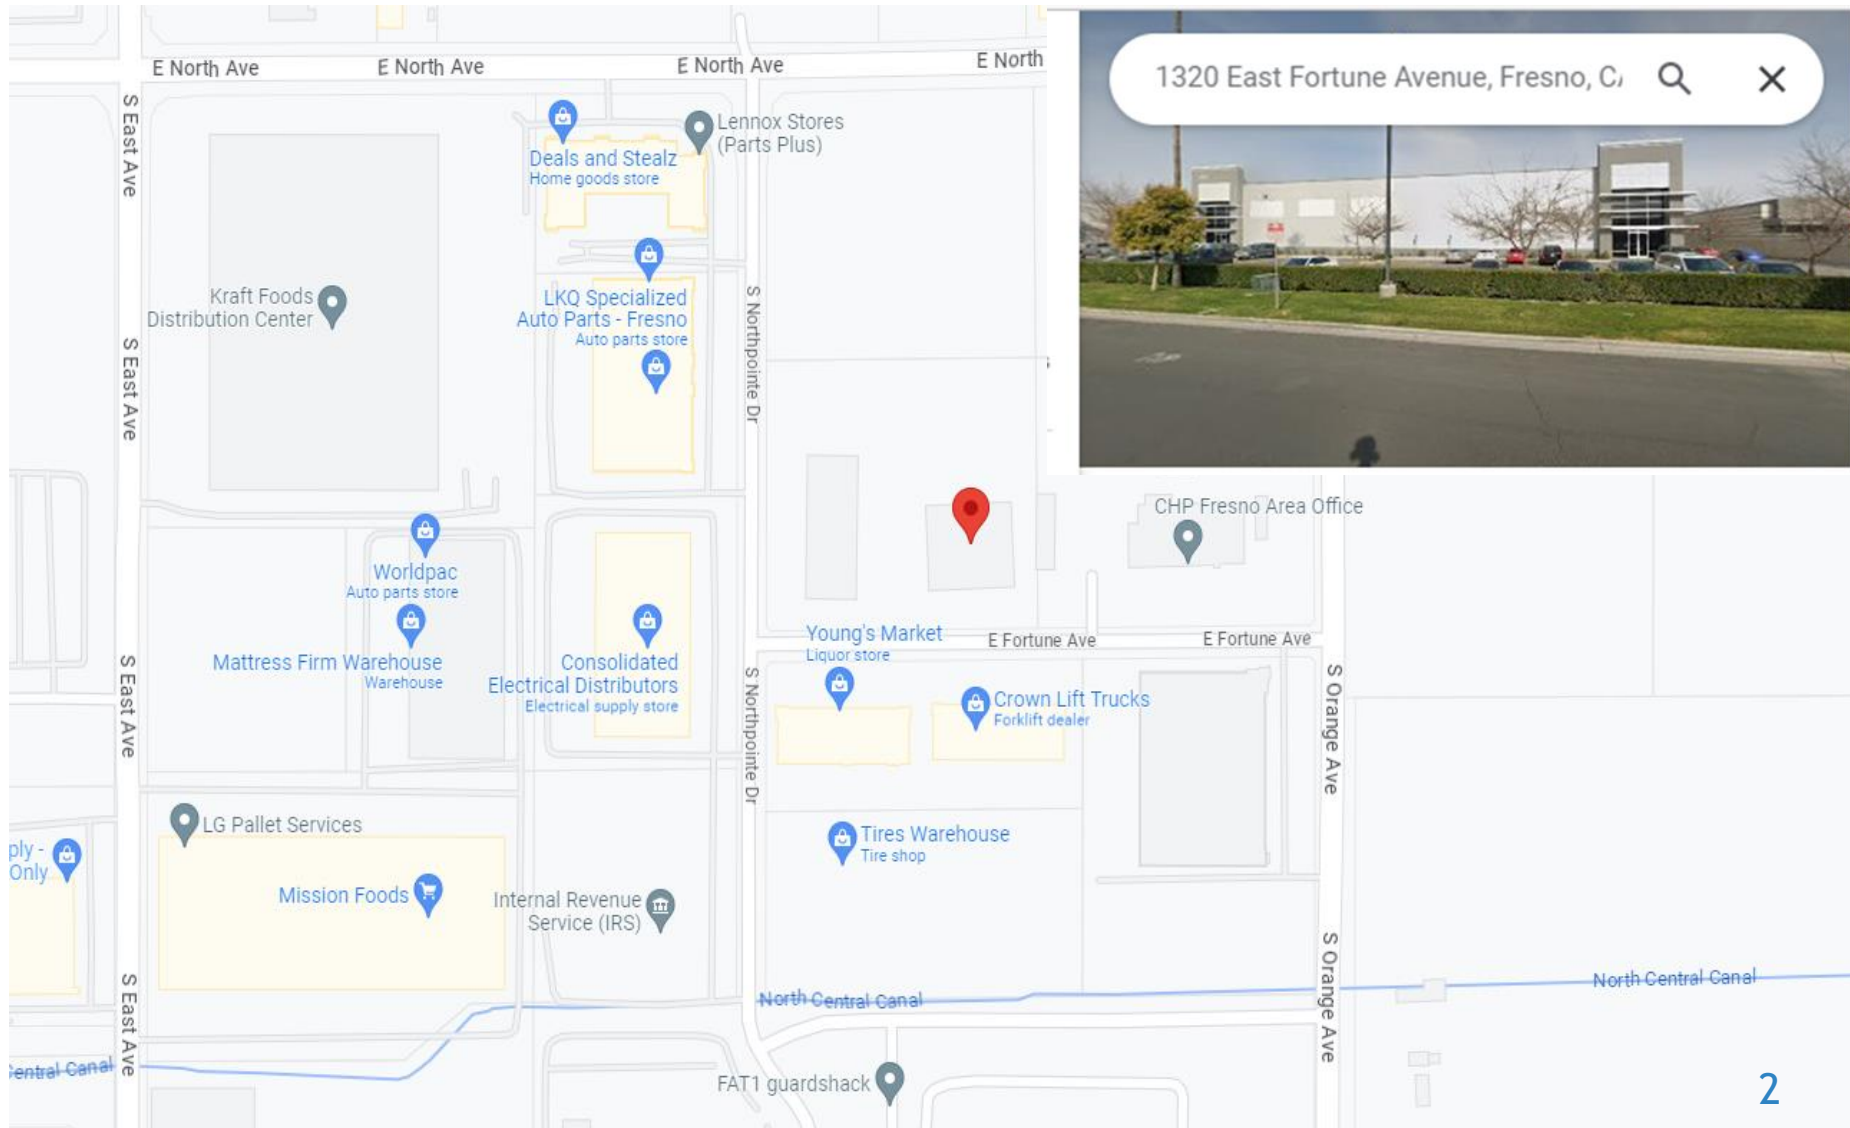 E North Ave
E North Ave
E North Ave
E North
1320 East Fortune Avenue, Fresno, C
S East Ave
Deals and Stealz
Home goods store
Lennox Stores
(Parts Plus)
Kraft Foods
Distribution Center
LKQ Specialized
Auto Parts - Fresno
Auto parts store
S Northpointe Dr
S East Ave
CHP Fresno Area Office
Worldpac
Auto parts store
Mattress Firm Warehouse
Warehouse
Consolidated
Electrical Distributors
Electrical supply store
Young's Market
Liquor store
E Fortune Ave
E Fortune Ave
S East Ave
S Northpointe Dr
Crown Lift Trucks
Forklift dealer
S Orange Ave
LG Pallet Services
Tires Warehouse
Tire shop
ply -
Only
Mission Foods
Internal Revenue
Service (IRS)
S East Ave
S Orange Ave
North Central Canal
North Central Canal
entral Canal
FAT1 guardshack
2